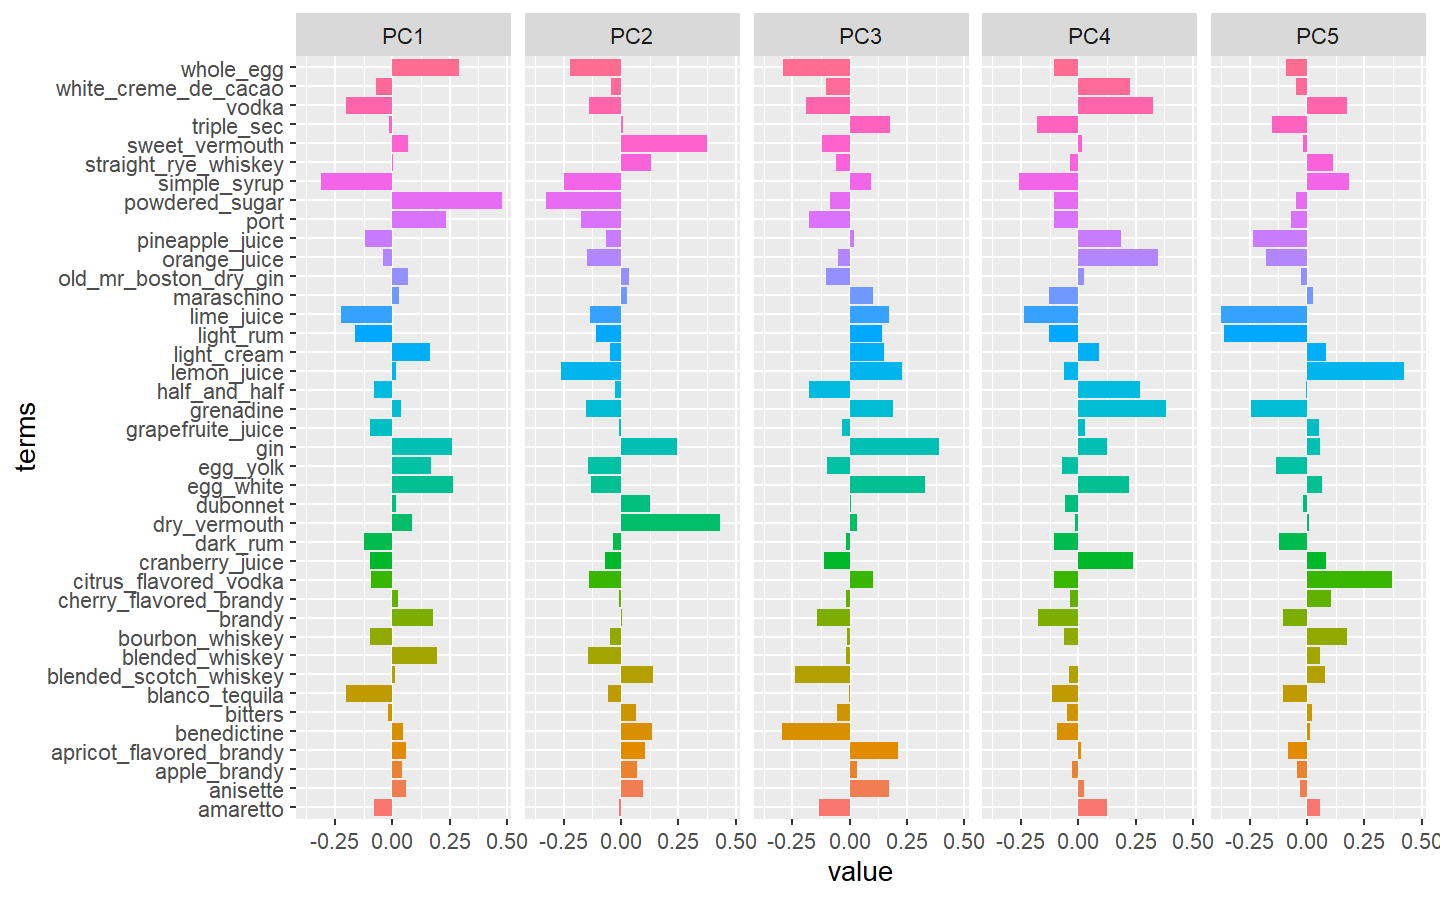 PC1 PC2 PC3 PC4 PC5
whole_egg
white_creme_de_cacao
vodka
triple_sec
sweet_vermouth
straight_rye_whiskey
simple_syrup
powdered_sugar
port
pineapple_juice
orange_juice
old_mr_boston_dry_gin
maraschino
lime_juice
light_rum
light_cream
lemon_juice
half_and_half
grenadine
grapefruite_juice
gin
egg_yolk
egg_white
dubonnet
dry_vermouth
dark_rum
cranberry_juice
citrus_flavored_vodka
cherry_flavored_brandy
brandy
bourbon_whiskey
blended_whiskey
blended_scotch_whiskey
blanco_tequila
bitters
benedictine
apricot_flavored_brandy
apple_brandy
anisette
amaretto
terms
-0.25 0.00 0.25 0.50 -0.25 0.00 0.25 0.50 -0.25 0.00 0.25 0.50 -0.25 0.00 0.25 0.50 -0.25 0.00 0.25 0.50
value